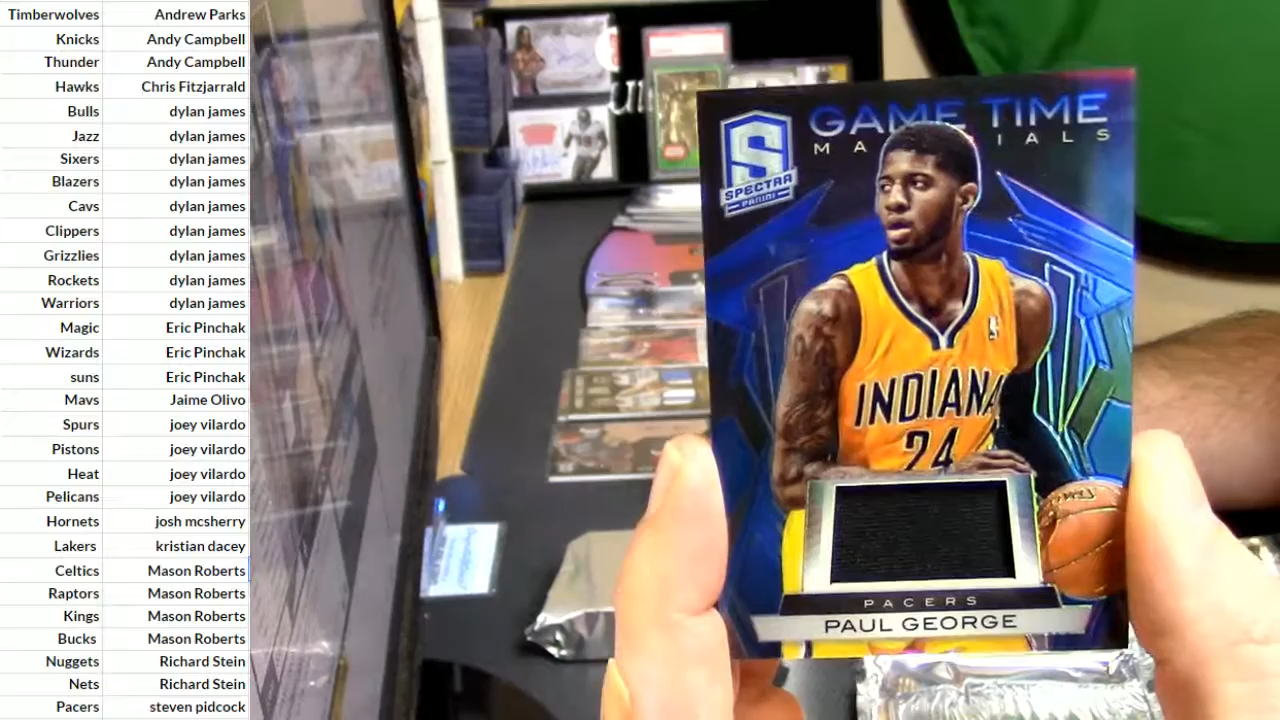 Timberwolves Andrew Parks
Knicks Andy Campbell
Thunder Andy Campbell
Hawks Chris Fitzjarrald
Bulls dylan james
Jazz dylan james
Sixers dylan james
Blazers dylan james
Cavs dylan james
Clippers dylan james
Grizzlies dylan james
Rockets dylan james
Warriors dylan james
Magic Eric Pinchak
Wizards Eric Pinchak
suns Eric Pinchak
Mavs Jaime Olivo
Spurs joey vilardo
Pistons joey vilardo
Heat joey vilardo
Pelicans joey vilardo
Hornets josh mcsherry
Lakers kristian dacey
Celtics Mason Roberts
Raptors Mason Roberts
Kings Mason Roberts
Bucks Mason Roberts
Nuggets Richard Stein
Nets Richard Stein
Pacers steven pidcock
GAME TIME
MA IALS
S
SPECTRA
PANINI
INDIANA
24
PACERS
PAUL GEORGE